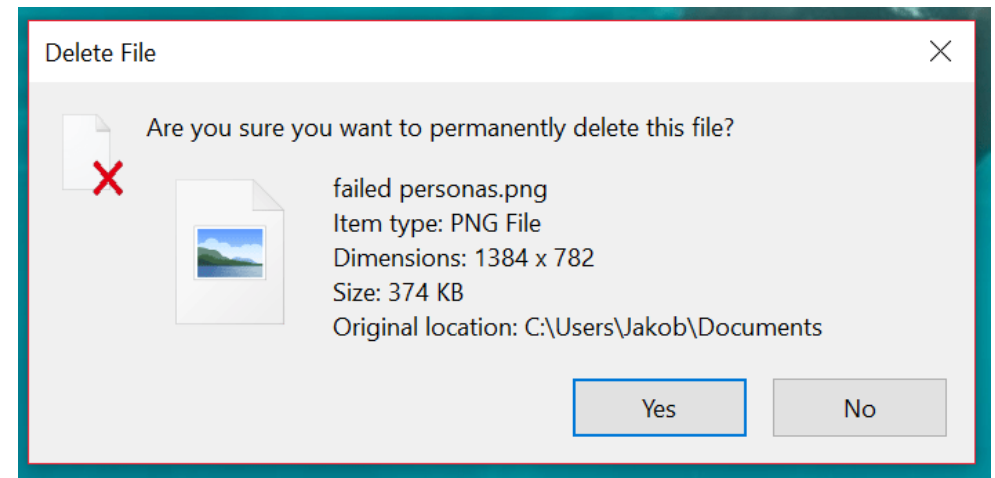 Delete File
Are you sure you want to permanently delete this file?
failed personas.png
Item type: PNG File
Dimensions: 1384 x 782
Size: 374 KB
Original location: C:\Users\Jakob\Documents
Yes
No